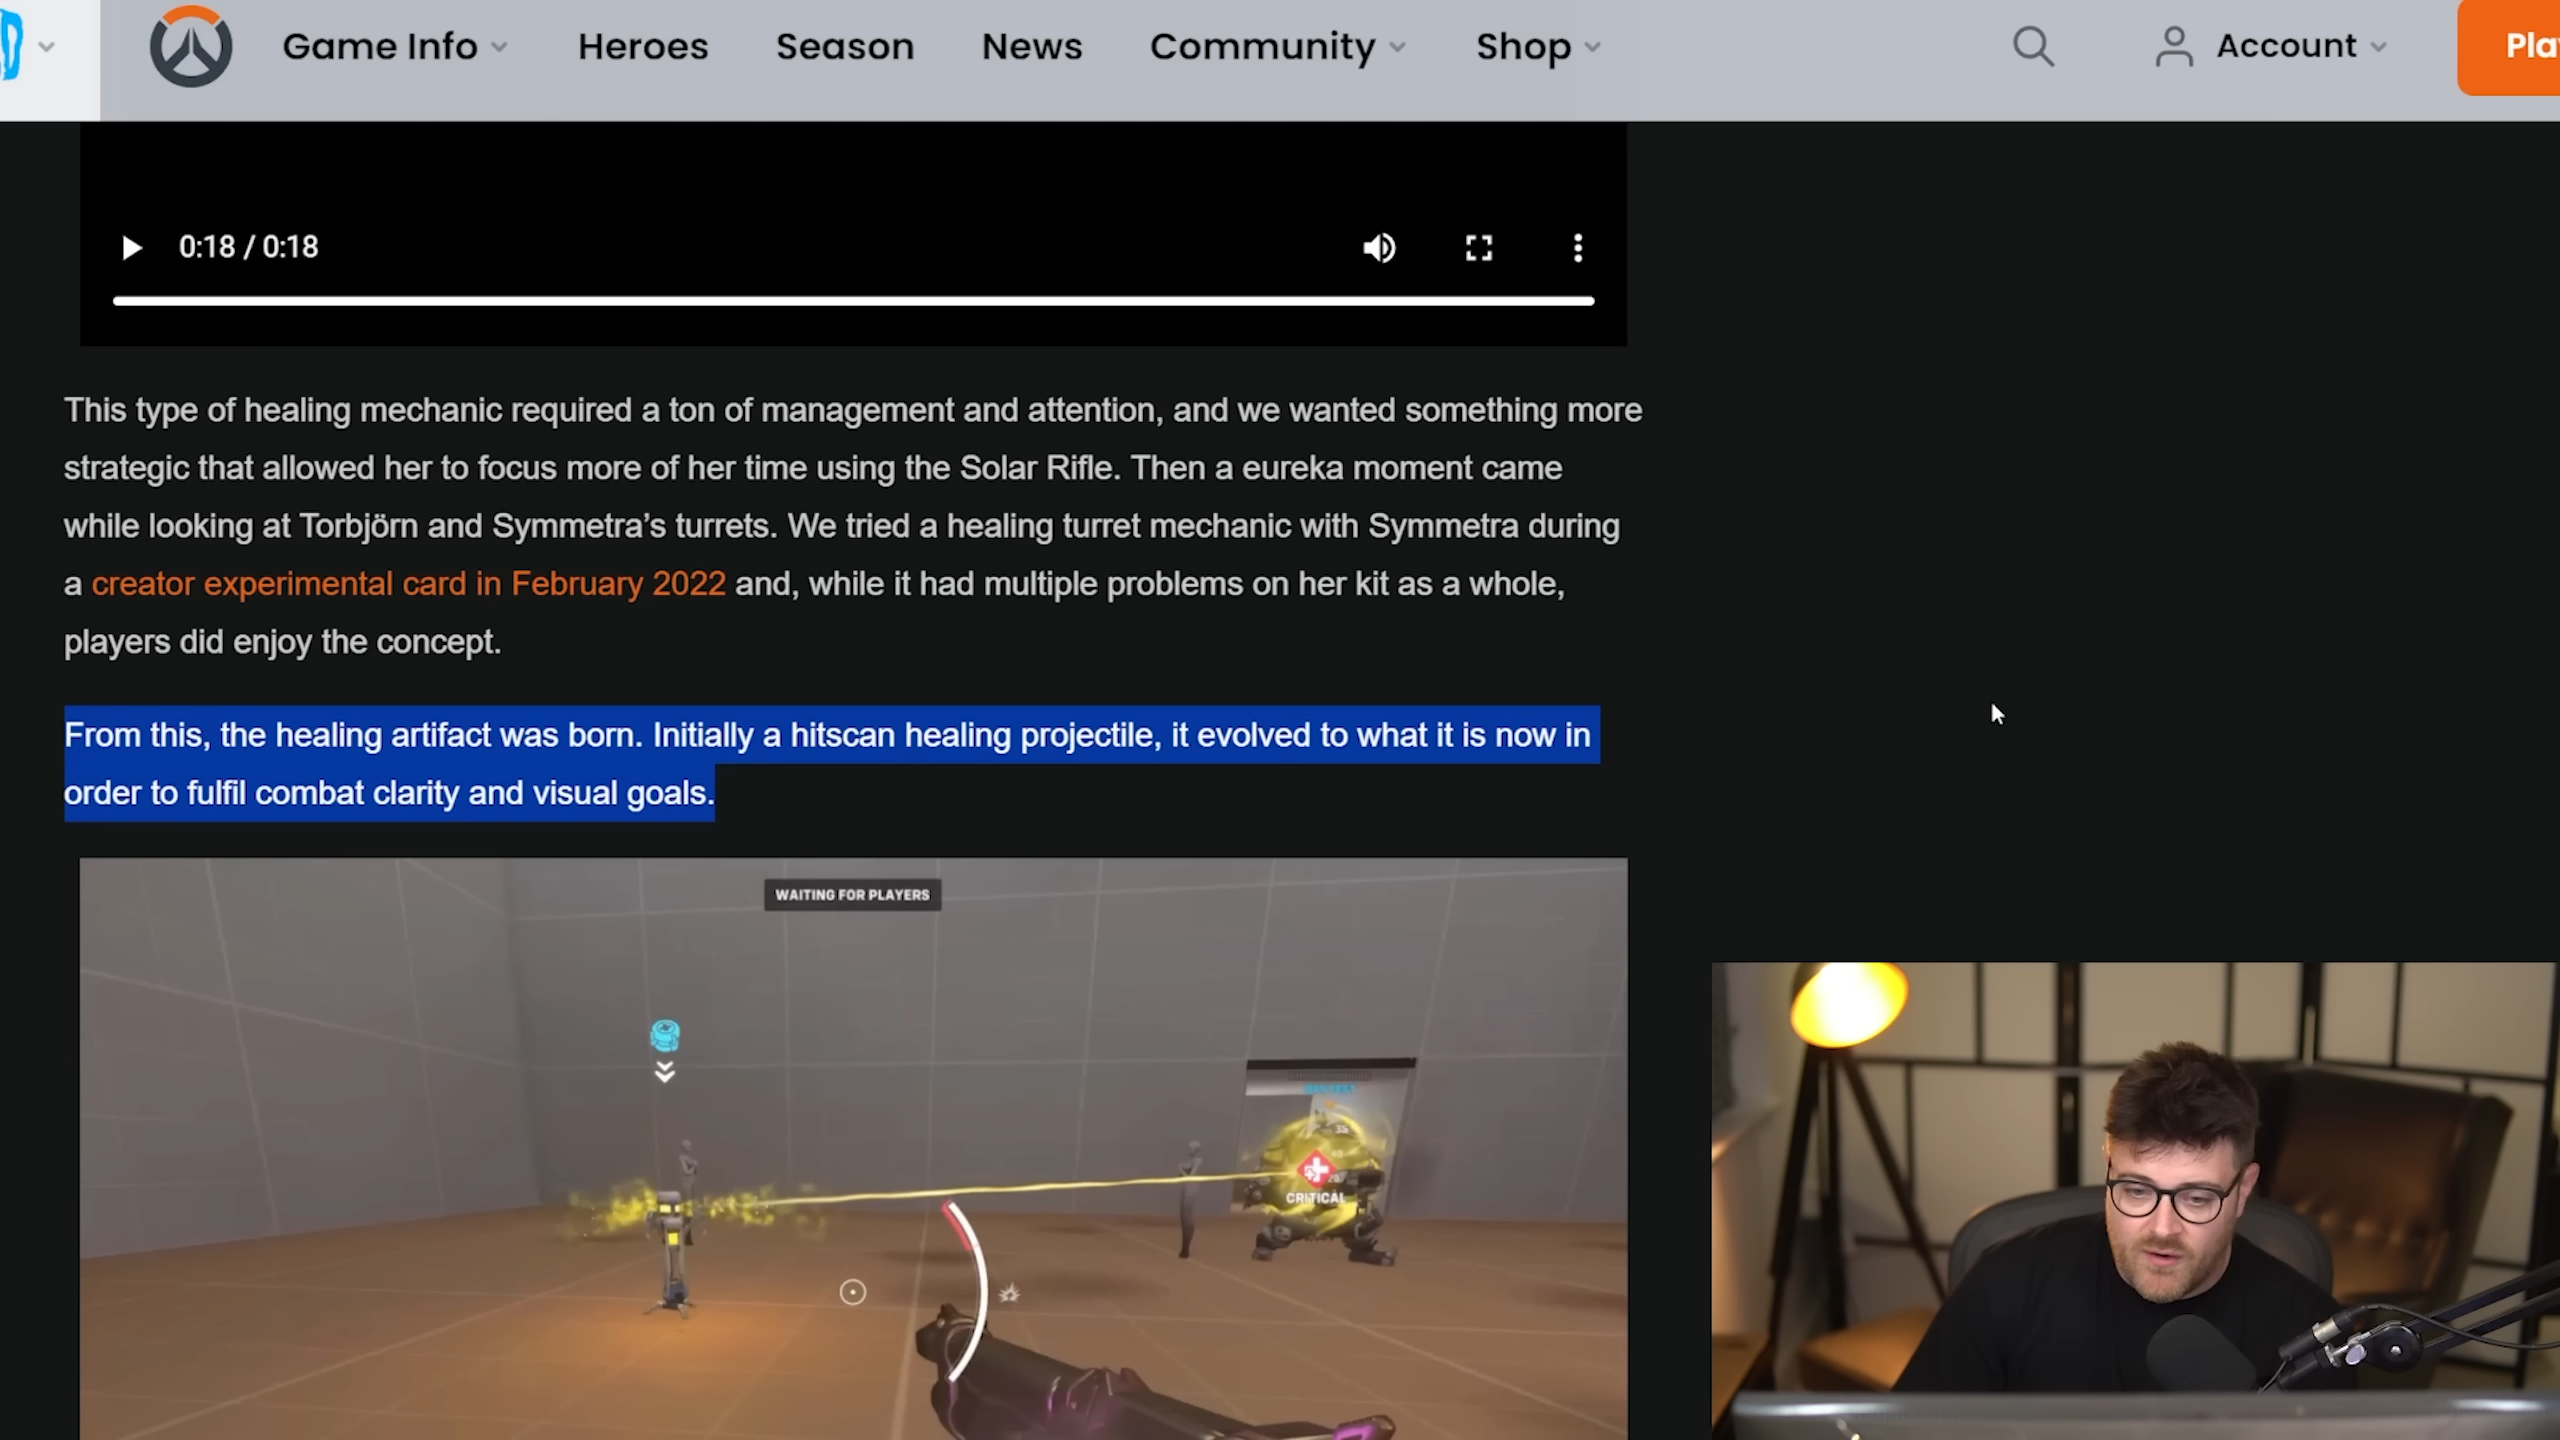 Game Info
Heroes
Season
News
Community
Shop
Account
0:18 / 0:18
This type of healing mechanic required a ton of management and attention, and we wanted something more
strategic that allowed her to focus more of her time using the Solar Rifle. Then a eureka moment came
while looking at Torbjörn and Symmetra’s turrets. We tried a healing turret mechanic with Symmetra during
a creator experimental card in February 2022 and, while it had multiple problems on her kit as a whole,
players did enjoy the concept.
From this, the healing artifact was born. Initially a hitscan healing projectile, it evolved to what it is now in
order to fulfil combat clarity and visual goals.
WAITING FOR PLAYERS
CRITICAL